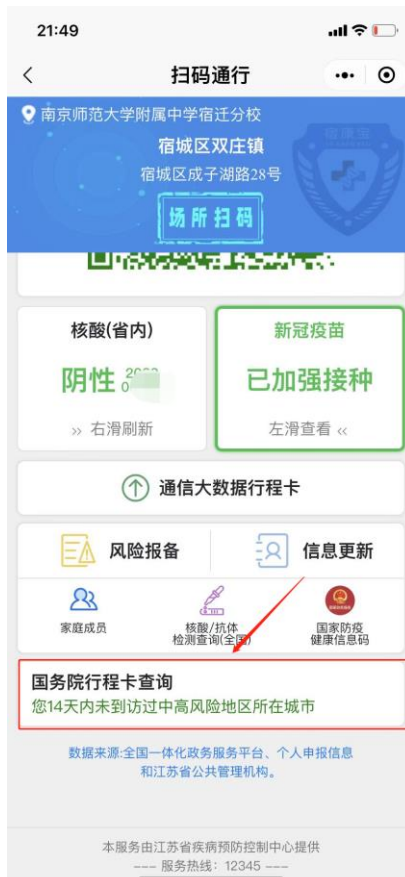 21:49
扫码通行
南京师范大学附属中学宿迁分校
宿城区双庄镇
宿城区成子湖路28号
场所扫码
宿康宝
核酸(省内)
阴性
» 右滑刷新
新冠疫苗
已加强接种
左滑查看 «
通信大数据行程卡
风险报备
信息更新
家庭成员
核酸/抗体
检测查询(全国)
国家防疫
健康信息码
国务院行程卡查询
您14天内未到访过中高风险地区所在城市
数据来源:全国一体化政务服务平台、个人申报信息
和江苏省公共管理机构。
本服务由江苏省疾病预防控制中心提供
--- 服务热线: 12345 ---